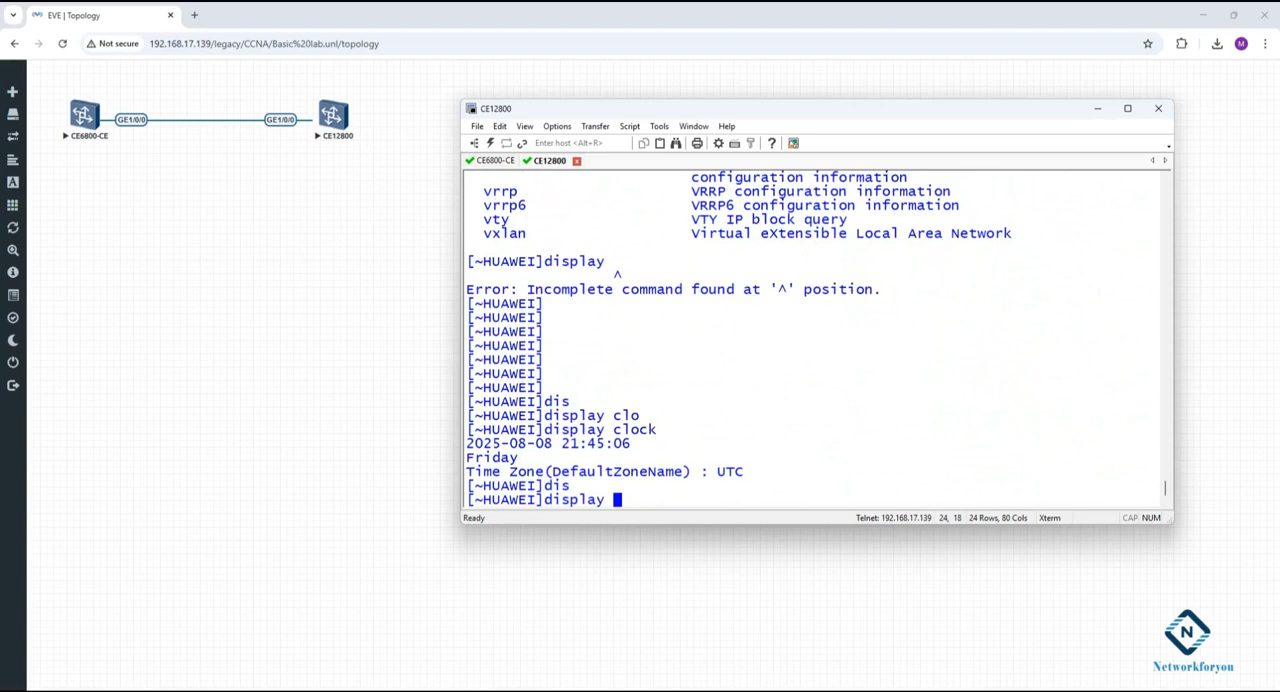 EVE | Topology
Not secure
192.168.17.139/legacy/CCNA/Basic%20lab.unl/topology
M
GE1/0/0
GE1/0/0
CE6800-CE
CE12800
CE12800
File Edit View Options Transfer Script Tools Window Help
Enter host <Alt+R>
CE6800-CE CE12800
configuration information
vrrp VRRP configuration information
vrrp6 VRRP6 configuration information
vty VTY IP block query
vxlan Virtual eXtensible Local Area Network
[~HUAWEI]display
^
Error: Incomplete command found at '^' position.
[~HUAWEI]
[~HUAWEI]
[~HUAWEI]
[~HUAWEI]
[~HUAWEI]
[~HUAWEI]
[~HUAWEI]
[~HUAWEI]dis
[~HUAWEI]display clo
[~HUAWEI]display clock
2025-08-08 21:45:06
Friday
Time Zone(DefaultZoneName) : UTC
[~HUAWEI]dis
[~HUAWEI]display
Ready Telnet: 192.168.17.139 24, 18 24 Rows, 80 Cols Xterm CAP NUM
N
Networkforyou